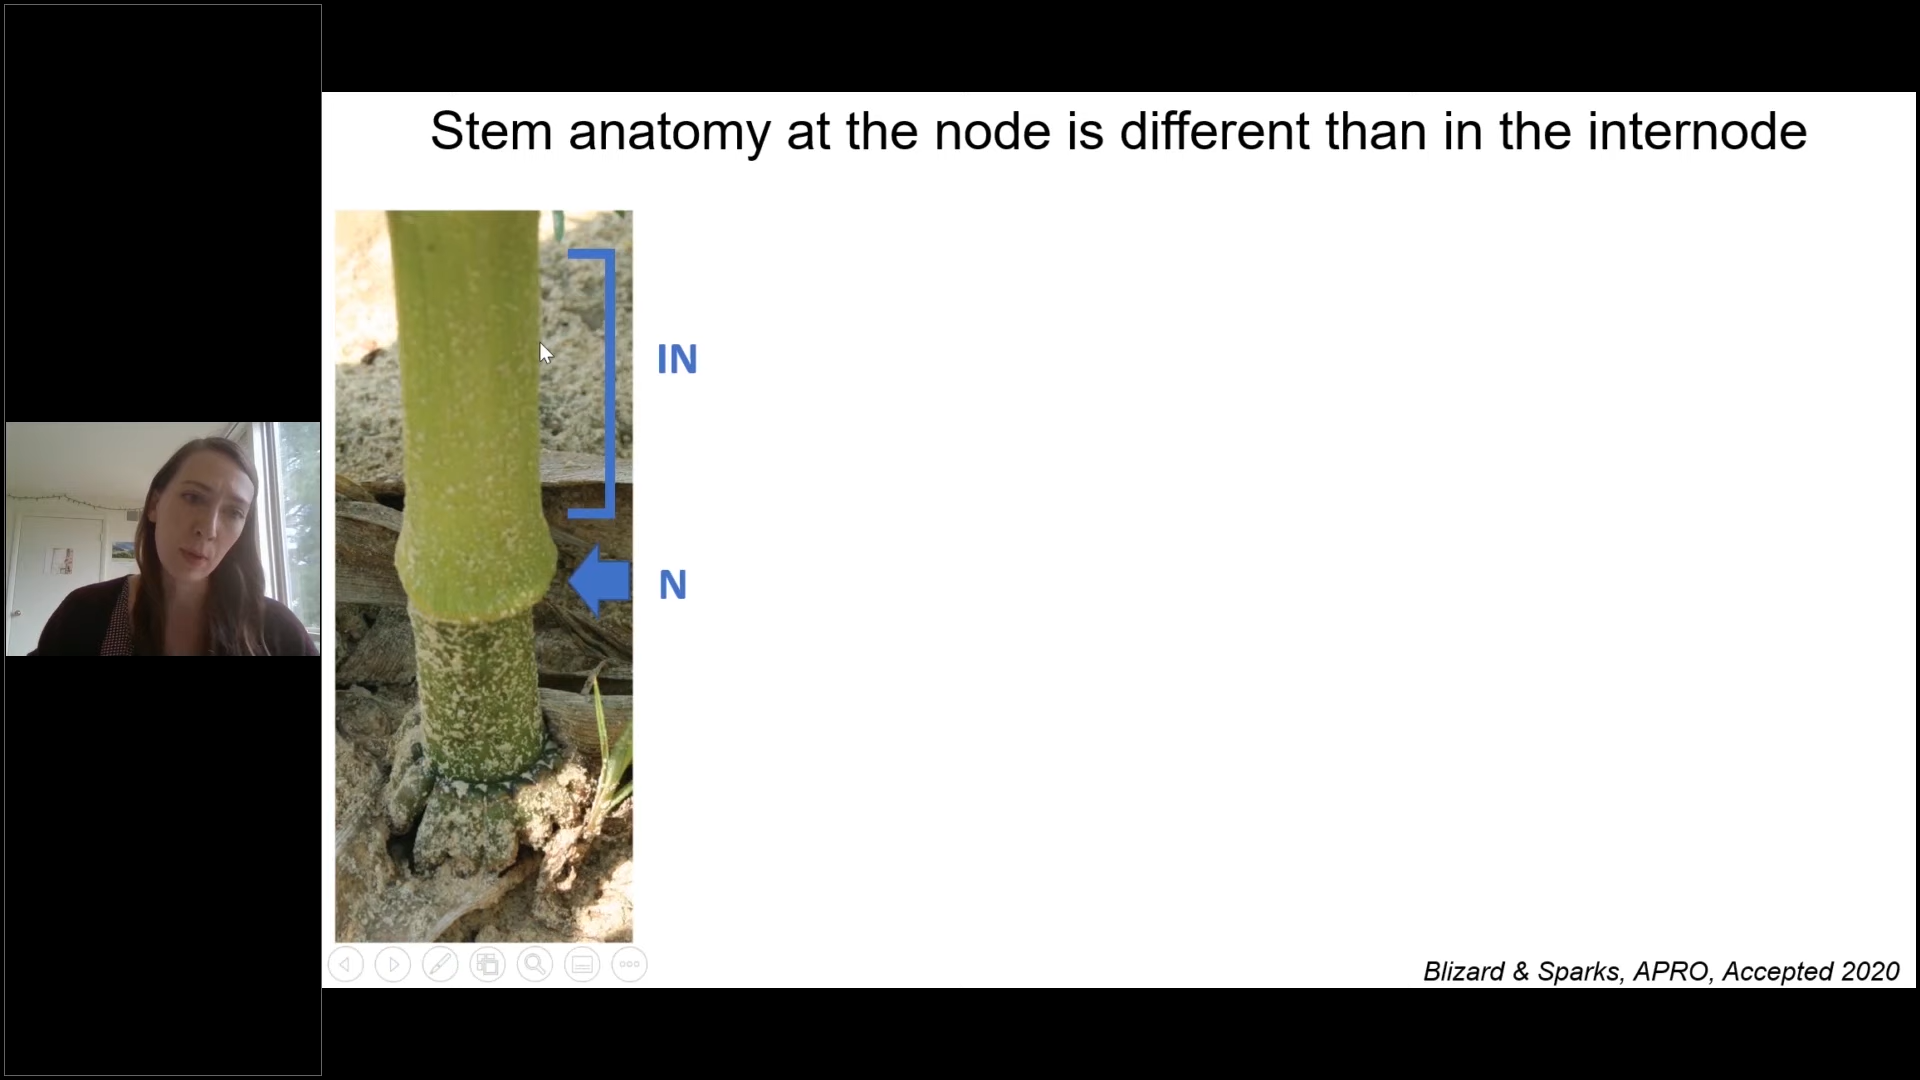 Stem anatomy at the node is different than in the internode
IN
N
Blizard & Sparks, APRO, Accepted 2020